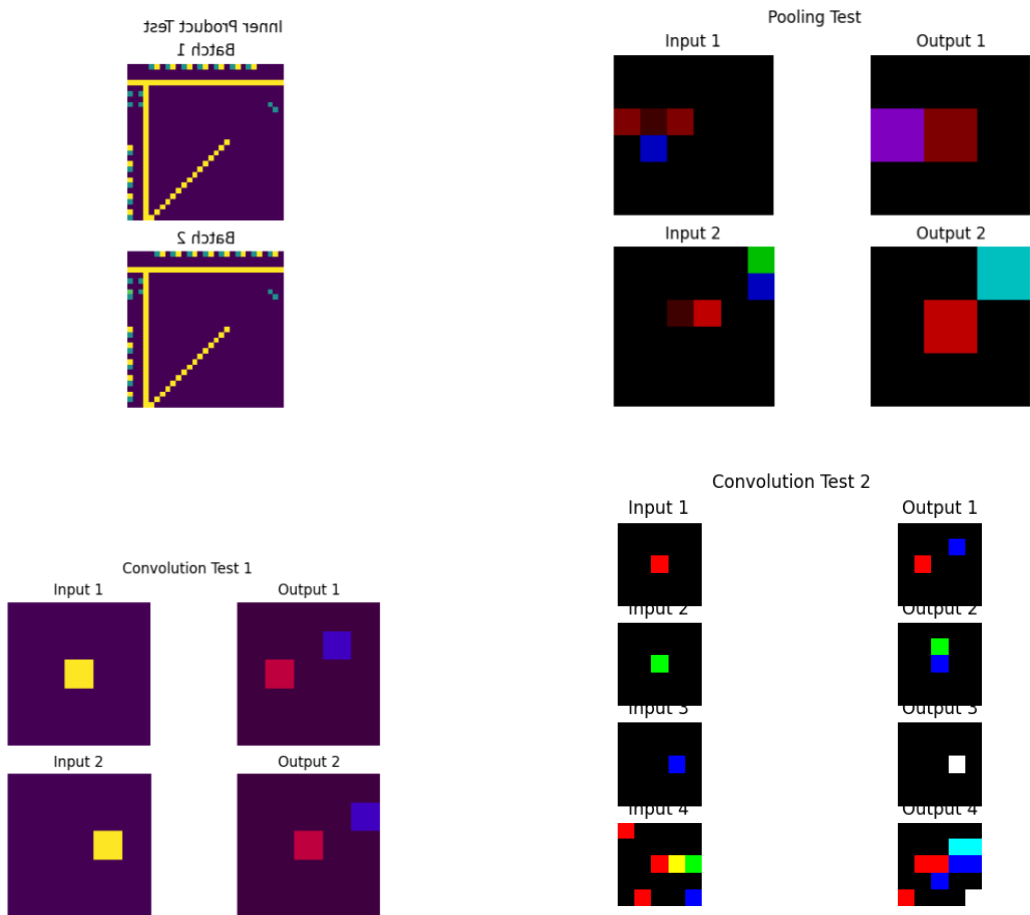 Inner Product Test
Batch 1
Batch 2
Pooling Test
Input 1
Output 1
Input 2
Output 2
Convolution Test 1
Input 1
Output 1
Input 2
Output 2
Convolution Test 2
Input 1
Output 1
Input 2
Output 2
Input 3
Output 3
Input 4
Output 4